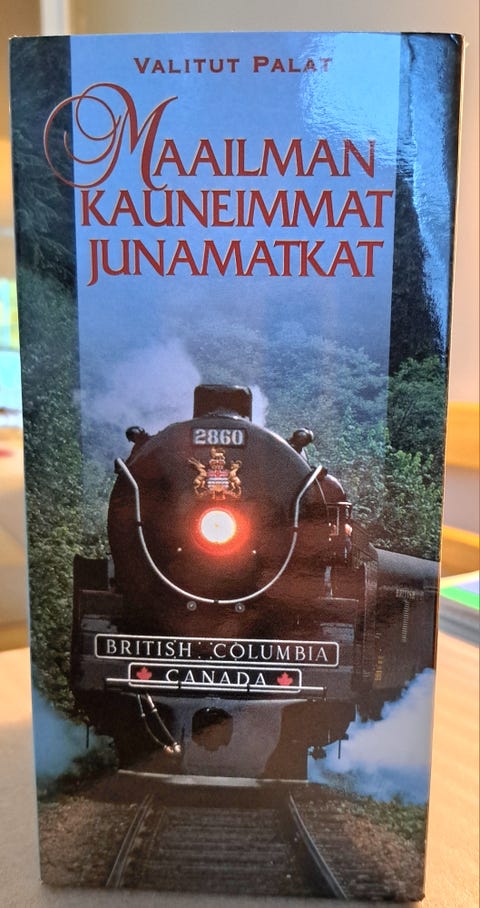 VALITUT PALAT
MAAILMAN
KAUNEIMMAT
JUNAMATKAT
2860
BRITISH COLUMBIA
CANADA